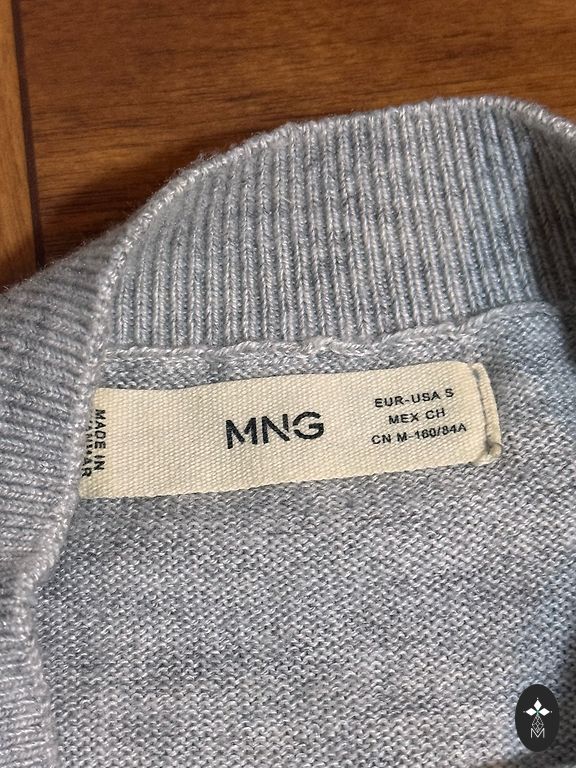 MADE IN
MNG
EUR-USA S
MEX CH
CN M-160/84A
M